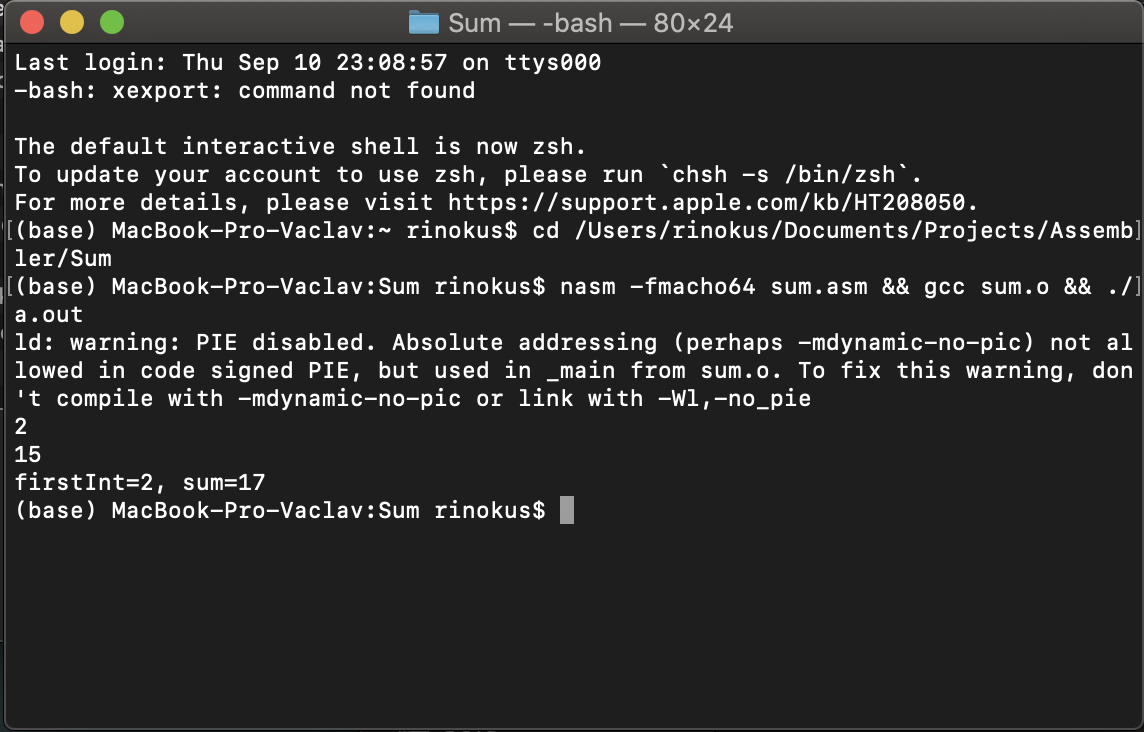 Sum — -bash — 80×24
Last login: Thu Sep 10 23:08:57 on ttys000
-bash: xexport: command not found
The default interactive shell is now zsh.
To update your account to use zsh, please run `chsh -s /bin/zsh`.
For more details, please visit https://support.apple.com/kb/HT208050.
[(base) MacBook-Pro-Vaclav:~ rinokus$ cd /Users/rinokus/Documents/Projects/Assemb]
ler/Sum
[(base) MacBook-Pro-Vaclav:Sum rinokus$ nasm -fmacho64 sum.asm && gcc sum.o && ./]
a.out
ld: warning: PIE disabled. Absolute addressing (perhaps -mdynamic-no-pic) not al
lowed in code signed PIE, but used in _main from sum.o. To fix this warning, don
't compile with -mdynamic-no-pic or link with -Wl,-no_pie
2
15
firstInt=2, sum=17
(base) MacBook-Pro-Vaclav:Sum rinokus$